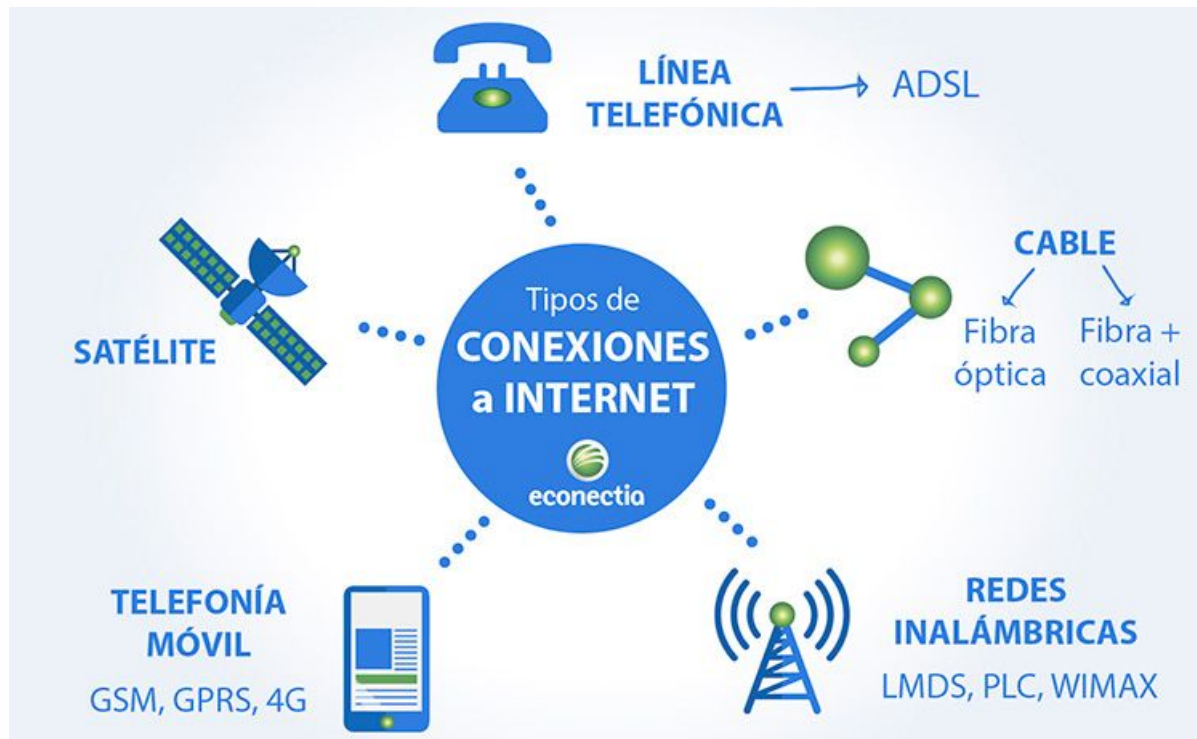 LÍNEA
TELEFÓNICA
ADSL
CABLE
Fibra
óptica
Fibra +
coaxial
SATÉLITE
Tipos de
CONEXIONES
a INTERNET
econectia
TELEFONÍA
MÓVIL
GSM, GPRS, 4G
REDES
INALÁMBRICAS
LMDS, PLC, WIMAX